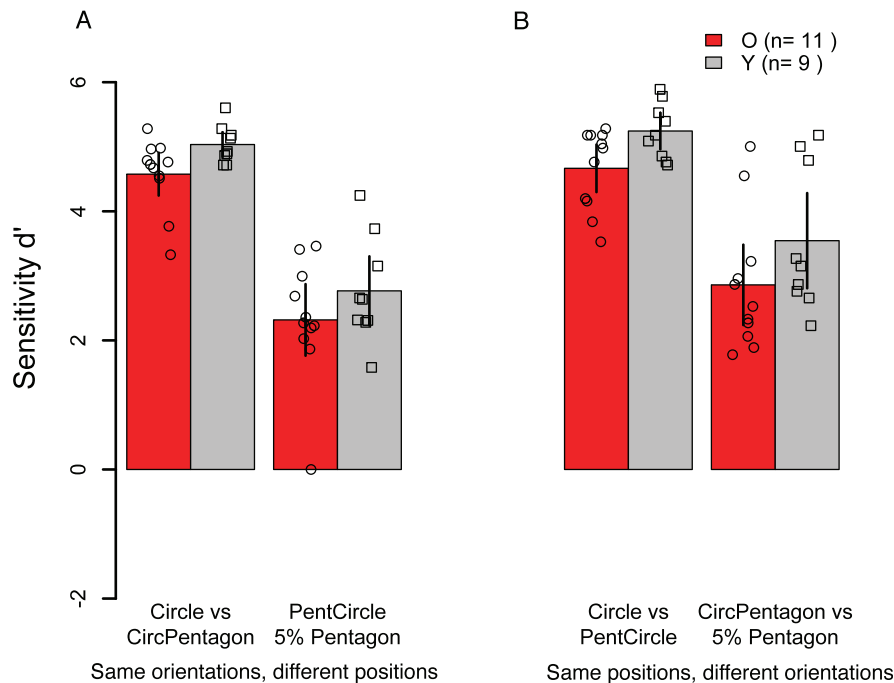 A
B
O (n= 11 )
Y (n= 9 )
Sensitivity d'
6
4
2
0
-2
Circle vs
CircPentagon
PentCircle
5% Pentagon
Same orientations, different positions
Circle vs
PentCircle
CircPentagon vs
5% Pentagon
Same positions, different orientations